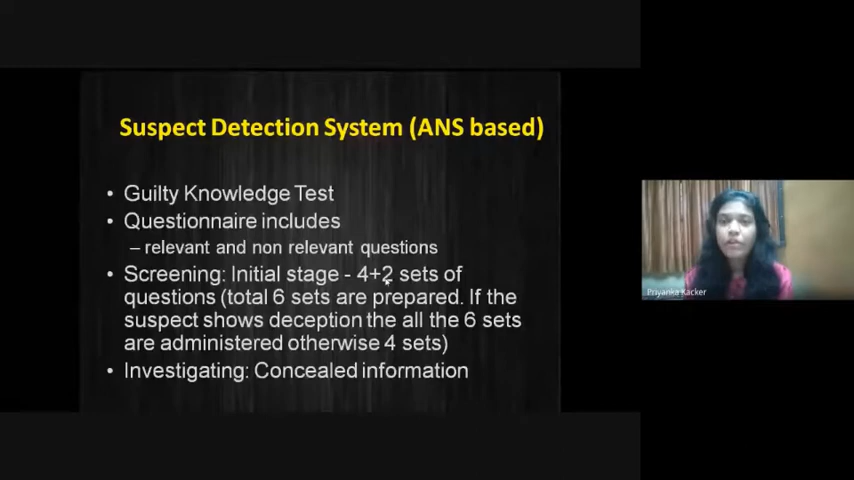 Suspect Detection System (ANS based)
• Guilty Knowledge Test
• Questionnaire includes
– relevant and non relevant questions
• Screening: Initial stage - 4+2 sets of
questions (total 6 sets are prepared. If the
suspect shows deception the all the 6 sets
are administered otherwise 4 sets)
• Investigating: Concealed information
Priyanka Kacker